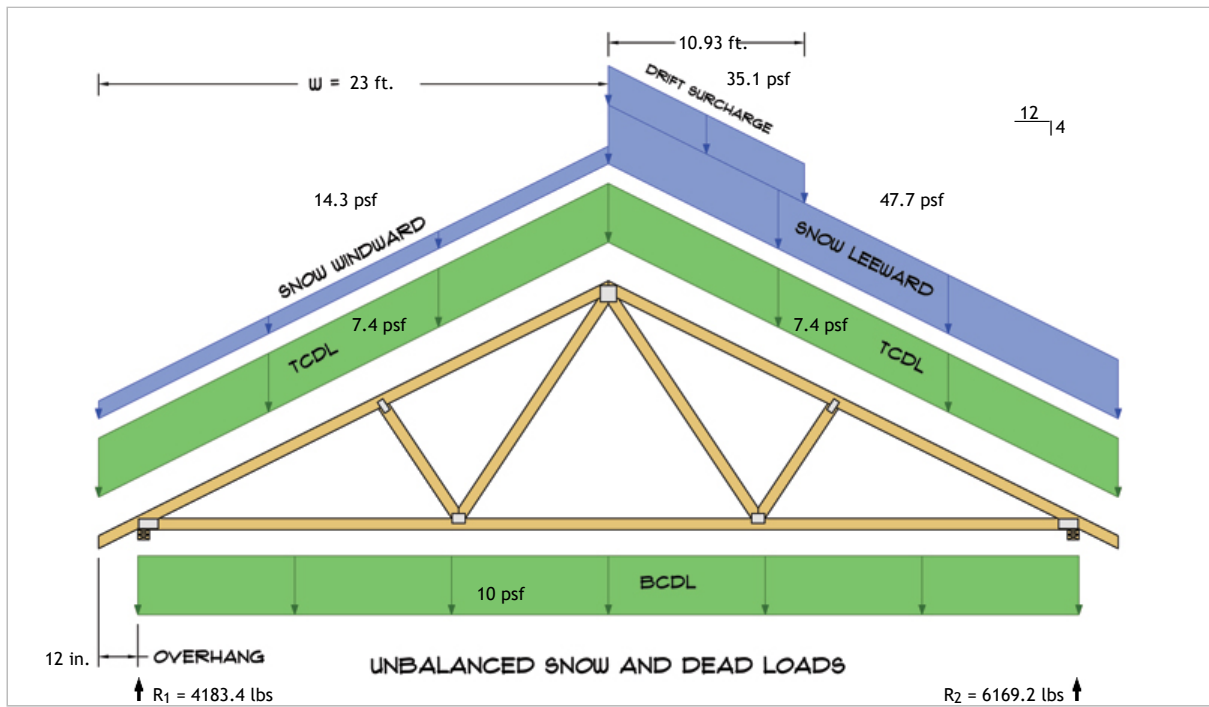 10.93 ft.
W = 23 ft.
DRIFT SURCHARGE
35.1 psf
12
4
14.3 psf
47.7 psf
SNOW WINDWARD
SNOW LEEWARD
7.4 psf
7.4 psf
TCDL
TCDL
10 psf
BCDL
12 in.
OVERHANG
UNBALANCED SNOW AND DEAD LOADS
R1 = 4183.4 lbs
R2 = 6169.2 lbs